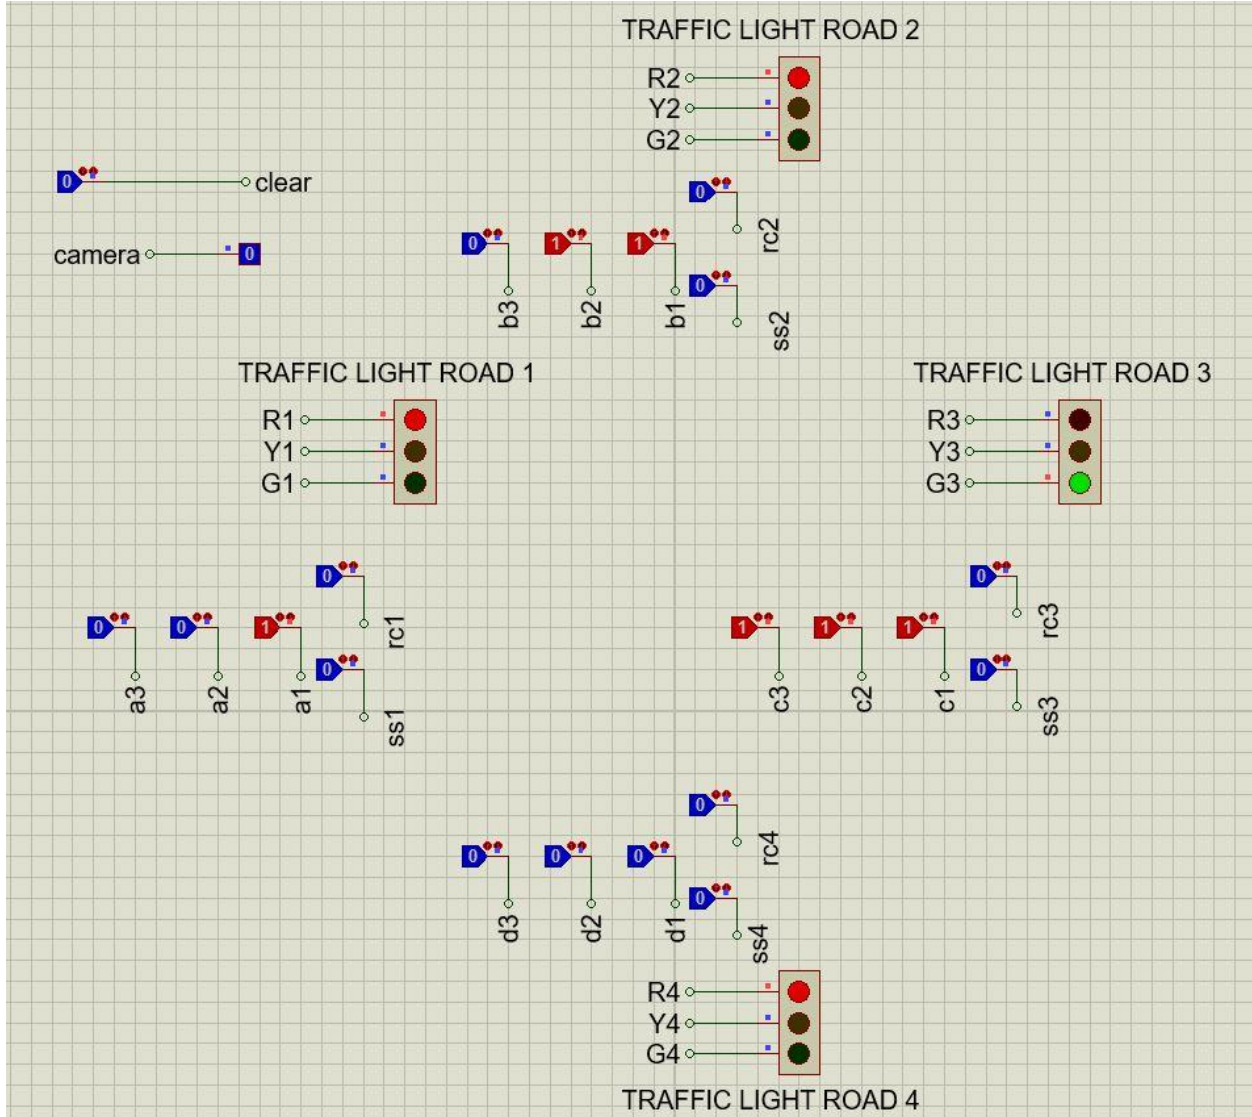 TRAFFIC LIGHT ROAD 2
R2
Y2
G2
0 clear
0 rc2
camera 0
0 1 1
b3 b2 b1
0 ss2
TRAFFIC LIGHT ROAD 1
R1
Y1
G1
TRAFFIC LIGHT ROAD 3
R3
Y3
G3
0 rc1
0 0 1
a3 a2 a1
0 ss1
0 rc3
1 1 1
c3 c2 c1
0 ss3
0 rc4
0 0 0
d3 d2 d1
0 ss4
R4
Y4
G4
TRAFFIC LIGHT ROAD 4